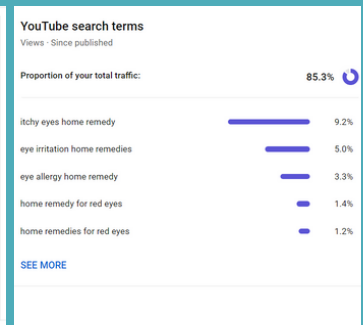 YouTube search terms
Views · Since published
Proportion of your total traffic: 85.3%
itchy eyes home remedy 9.2%
eye irritation home remedies 5.0%
eye allergy home remedy 3.3%
home remedy for red eyes 1.4%
home remedies for red eyes 1.2%
SEE MORE